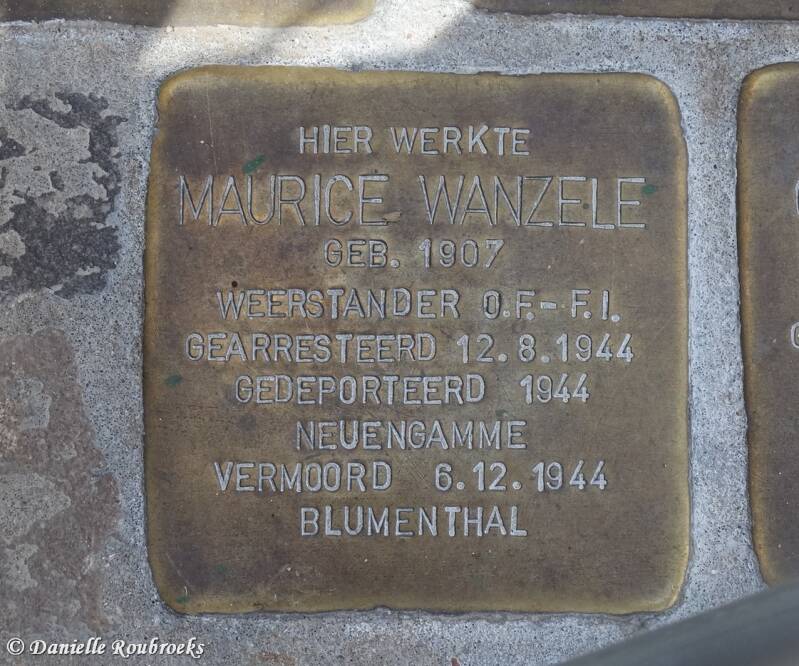 HIER WERKTE
MAURICE WANZELE
GEB. 1907
WEERSTANDER O.F.-F.I.
GEARRESTEERD 12.8.1944
GEDEPORTEERD 1944
NEUENGAMME
VERMOORD 6.12.1944
BLUMENTHAL
© Danielle Roubroeks